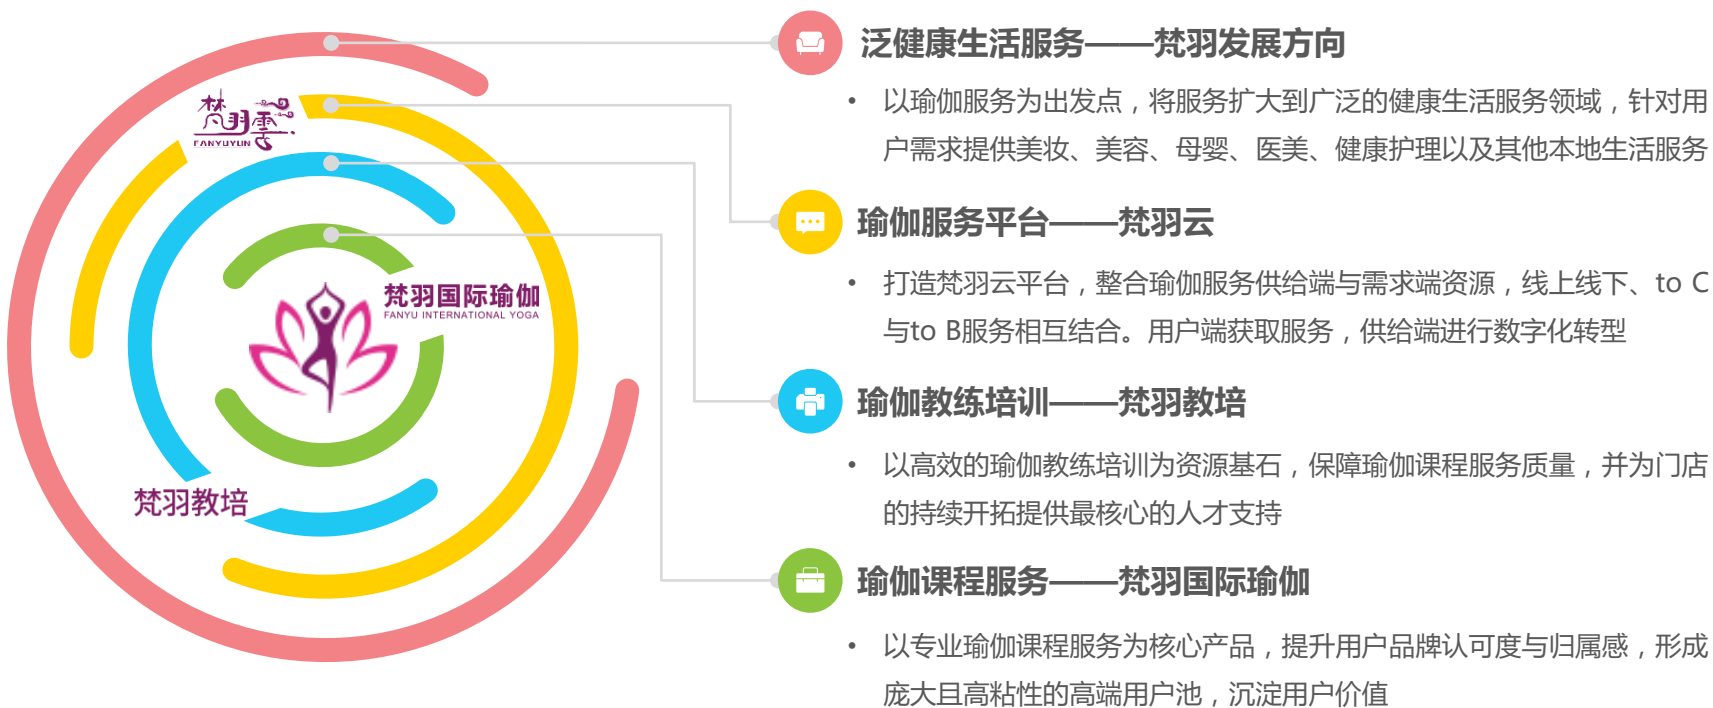 泛健康生活服务——梵羽发展方向
• 以瑜伽服务为出发点，将服务扩大到广泛的健康生活服务领域，针对用
户需求提供美妆、美容、母婴、医美、健康护理以及其他本地生活服务
梵羽雲
FANYUYUN
瑜伽服务平台——梵羽云
• 打造梵羽云平台，整合瑜伽服务供给端与需求端资源，线上线下、to C
与to B服务相互结合。用户端获取服务，供给端进行数字化转型
梵羽国际瑜伽
FANYU INTERNATIONAL YOGA
瑜伽教练培训——梵羽教培
• 以高效的瑜伽教练培训为资源基石，保障瑜伽课程服务质量，并为门店
的持续开拓提供最核心的人才支持
梵羽教培
瑜伽课程服务——梵羽国际瑜伽
• 以专业瑜伽课程服务为核心产品，提升用户品牌认可度与归属感，形成
庞大且高粘性的高端用户池，沉淀用户价值